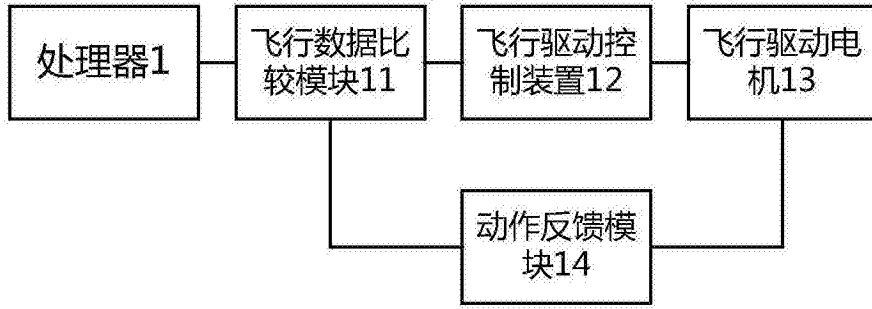 处理器1
飞行数据比
较模块11
飞行驱动控
制装置12
飞行驱动电
机13
动作反馈模
块14